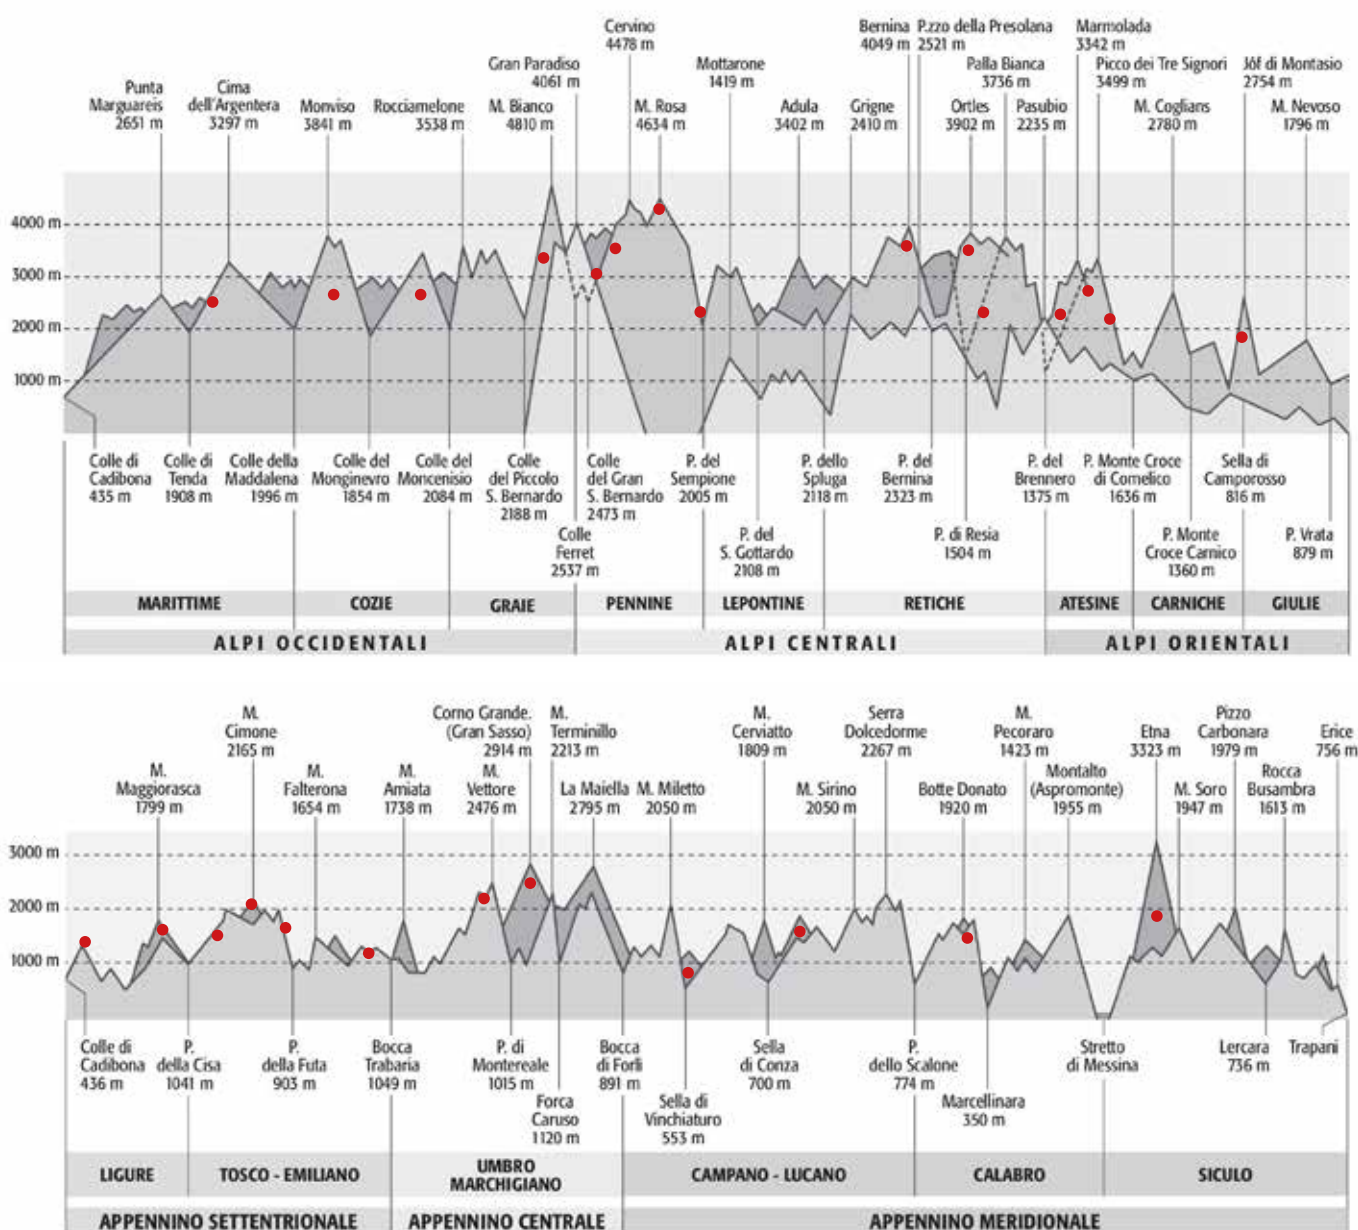 Cervino
4478 m
Bernina
4049 m
P.zzo della Presolana
2521 m
Marmolada
3342 m
Gran Paradiso
4061 m
Mottarone
1419 m
Palla Bianca
3736 m
Picco dei Tre Signori
3499 m
Jôf di Montasio
2754 m
Punta
Marguareis
2651 m
Cima
dell'Argentera
3297 m
Monviso
3841 m
Rocciamelone
3538 m
M. Bianco
4810 m
M. Rosa
4634 m
Adula
3402 m
Grigne
2410 m
Ortles
3902 m
Pasubio
2235 m
M. Coglians
2780 m
M. Nevoso
1796 m
4000 m
3000 m
2000 m
1000 m
Colle di
Cadibona
435 m
Colle di
Tenda
1908 m
Colle della
Maddalena
1996 m
Colle del
Monginevro
1854 m
Colle del
Moncenisio
2084 m
Colle
del Piccolo
S. Bernardo
2188 m
Colle
del Gran
S. Bernardo
2473 m
P. del
Sempione
2005 m
P. dello
Spluga
2118 m
P. del
Bernina
2323 m
P. del
Brennero
1375 m
P. Monte Croce
di Comelico
1636 m
Sella di
Camporosso
816 m
Colle
Ferret
2537 m
P. del
S. Gottardo
2108 m
P. di Resia
1504 m
P. Monte
Croce Carnico
1360 m
P. Vrata
879 m
MARITTIME
COZIE
GRAIE
PENNINE
LEPONTINE
RETICHE
ATESINE
CARNICHE
GIULIE
ALPI OCCIDENTALI
ALPI CENTRALI
ALPI ORIENTALI
M.
Cimone
2165 m
Corno Grande.
(Gran Sasso)
2914 m
M.
Terminillo
2213 m
M.
Cerviatto
1809 m
Serra
Dolcedorme
2267 m
M.
Pecoraro
1423 m
Etna
3323 m
Pizzo
Carbonara
1979 m
Erice
756 m
M.
Maggiorasca
1799 m
M.
Falterona
1654 m
M.
Amiata
1738 m
M.
Vettore
2476 m
La Maiella
2795 m
M. Miletto
2050 m
M. Sirino
2050 m
Botte Donato
1920 m
Montalto
(Aspromonte)
1955 m
M. Soro
1947 m
Rocca
Busambra
1613 m
3000 m
2000 m
1000 m
Colle di
Cadibona
436 m
P.
della Cisa
1041 m
P.
della Futa
903 m
Bocca
Trabaria
1049 m
P. di
Montereale
1015 m
Bocca
di Forlì
891 m
Sella
di Conza
700 m
P.
dello Scalone
774 m
Stretto
di Messina
Lercara
736 m
Trapani
Forca
Caruso
1120 m
Sella di
Vinchiaturo
553 m
Marcellinara
350 m
LIGURE
TOSCO - EMILIANO
UMBRO
MARCHIGIANO
CAMPANO - LUCANO
CALABRO
SICULO
APPENNINO SETTENTRIONALE
APPENNINO CENTRALE
APPENNINO MERIDIONALE